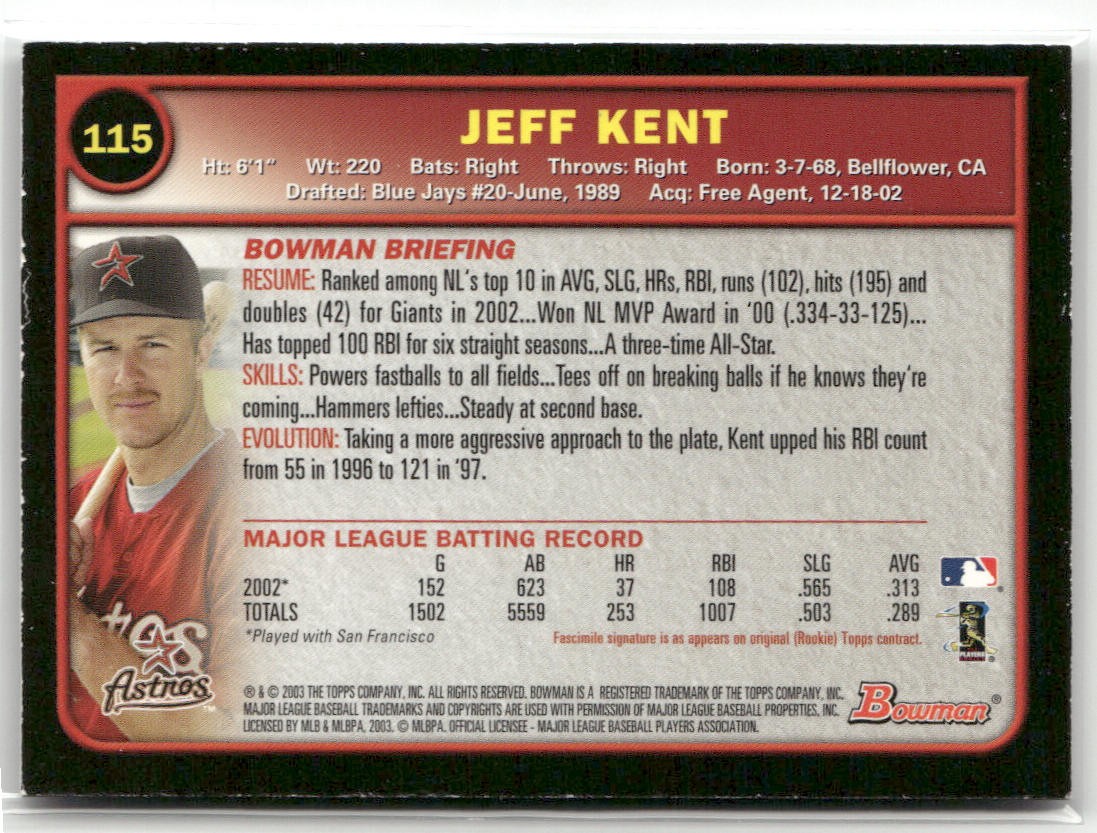 115
JEFF KENT
Ht: 6'1" Wt: 220 Bats: Right Throws: Right Born: 3-7-68, Bellflower, CA
Drafted: Blue Jays #20-June, 1989 Acq: Free Agent, 12-18-02
BOWMAN BRIEFING
RESUME: Ranked among NL's top 10 in AVG, SLG, HRs, RBI, runs (102), hits (195) and
doubles (42) for Giants in 2002...Won NL MVP Award in '00 (.334-33-125)...
Has topped 100 RBI for six straight seasons...A three-time All-Star.
SKILLS: Powers fastballs to all fields...Tees off on breaking balls if he knows they're
coming...Hammers lefties...Steady at second base.
EVOLUTION: Taking a more aggressive approach to the plate, Kent upped his RBI count
from 55 in 1996 to 121 in '97.
MAJOR LEAGUE BATTING RECORD
G AB HR RBI SLG AVG
2002* 152 623 37 108 .565 .313
TOTALS 1502 5559 253 1007 .503 .289
*Played with San Francisco
Fascimile signature is as appears on original (Rookie) Topps contract.
PLAYERS
Astros TM
® & © 2003 THE TOPPS COMPANY, INC. ALL RIGHTS RESERVED. BOWMAN IS A REGISTERED TRADEMARK OF THE TOPPS COMPANY, INC.
MAJOR LEAGUE BASEBALL TRADEMARKS AND COPYRIGHTS ARE USED WITH PERMISSION OF MAJOR LEAGUE BASEBALL PROPERTIES, INC.
LICENSED BY MLB & MLBPA, 2003. © MLBPA. OFFICIAL LICENSEE - MAJOR LEAGUE BASEBALL PLAYERS ASSOCIATION.
Bowman®